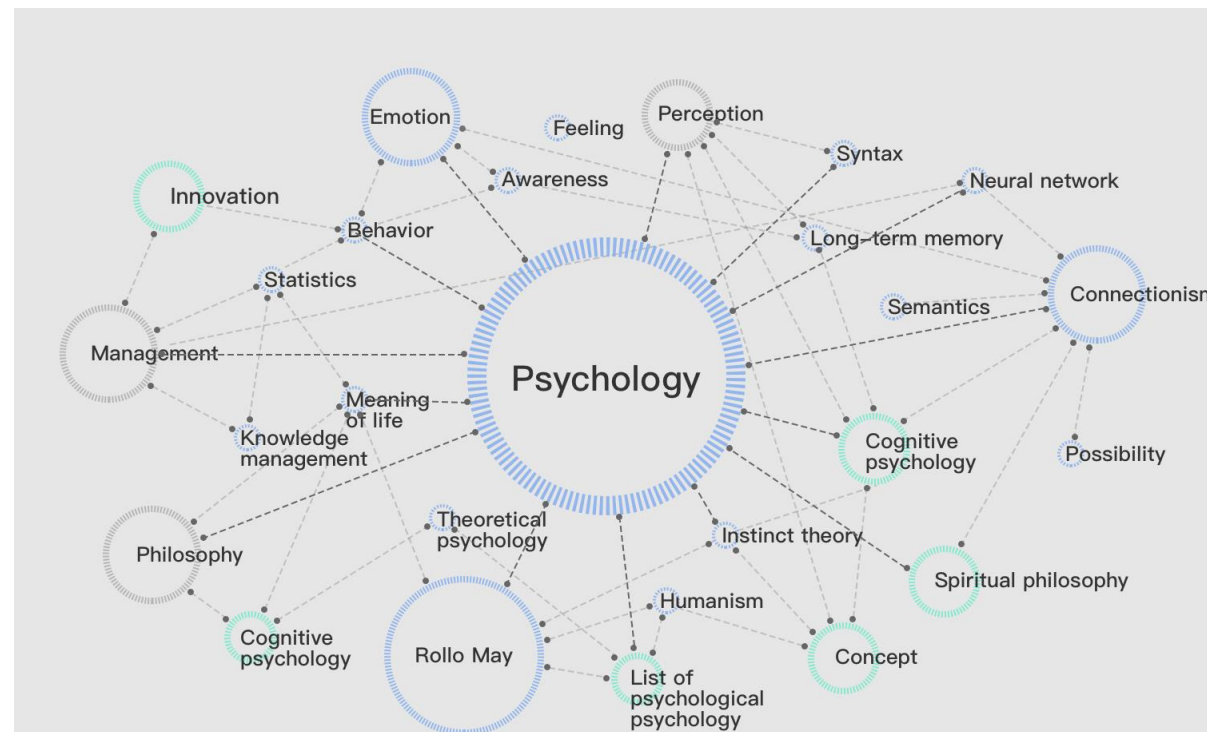 Emotion
Feeling
Perception
Syntax
Awareness
Neural network
Innovation
Behavior
Long-term memory
Statistics
Semantics
Connectionism
Management
Psychology
Meaning
of life
Knowledge
management
Cognitive
psychology
Possibility
Theoretical
psychology
Instinct theory
Philosophy
Spiritual philosophy
Humanism
Cognitive
psychology
Rollo May
Concept
List of
psychological
psychology